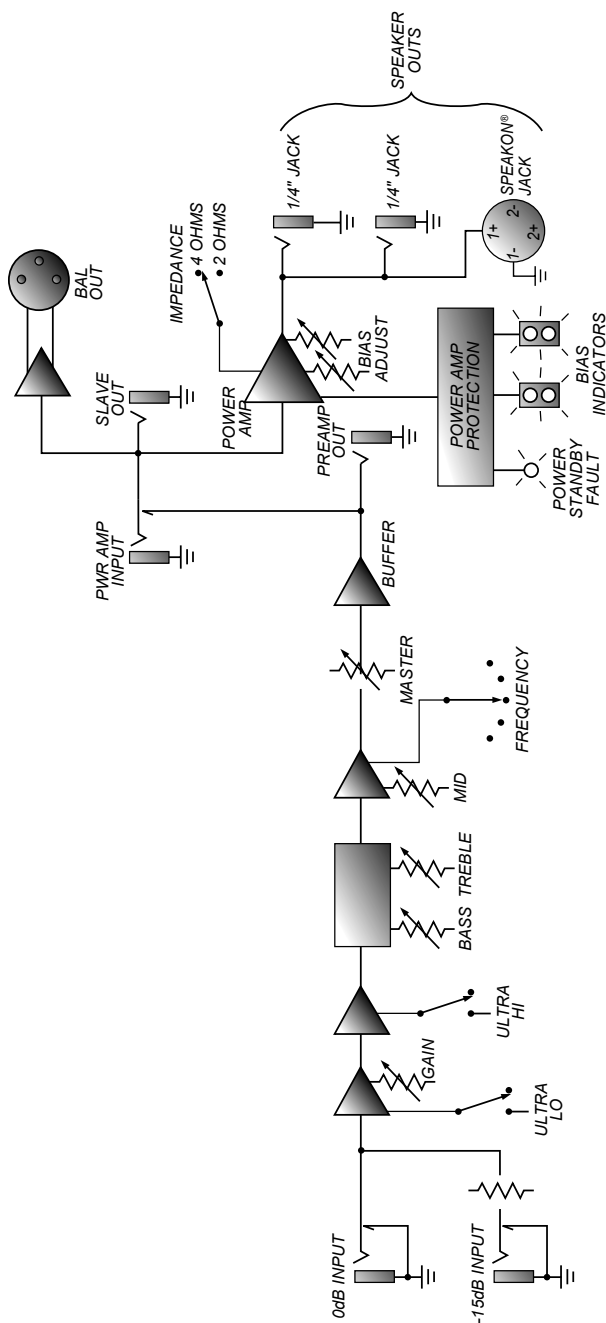 0dB INPUT
-15dB INPUT
ULTRA
LO
GAIN
ULTRA
HI
BASS
TREBLE
MID
FREQUENCY
MASTER
BUFFER
PWR AMP
INPUT
PREAMP
OUT
SLAVE
OUT
BAL
OUT
POWER
AMP
IMPEDANCE
4 OHMS
2 OHMS
BIAS
ADJUST
POWER AMP
PROTECTION
POWER
STANDBY
FAULT
BIAS
INDICATORS
1/4" JACK
1/4" JACK
1+
2-
1-
2+
SPEAKON®
JACK
SPEAKER
OUTS